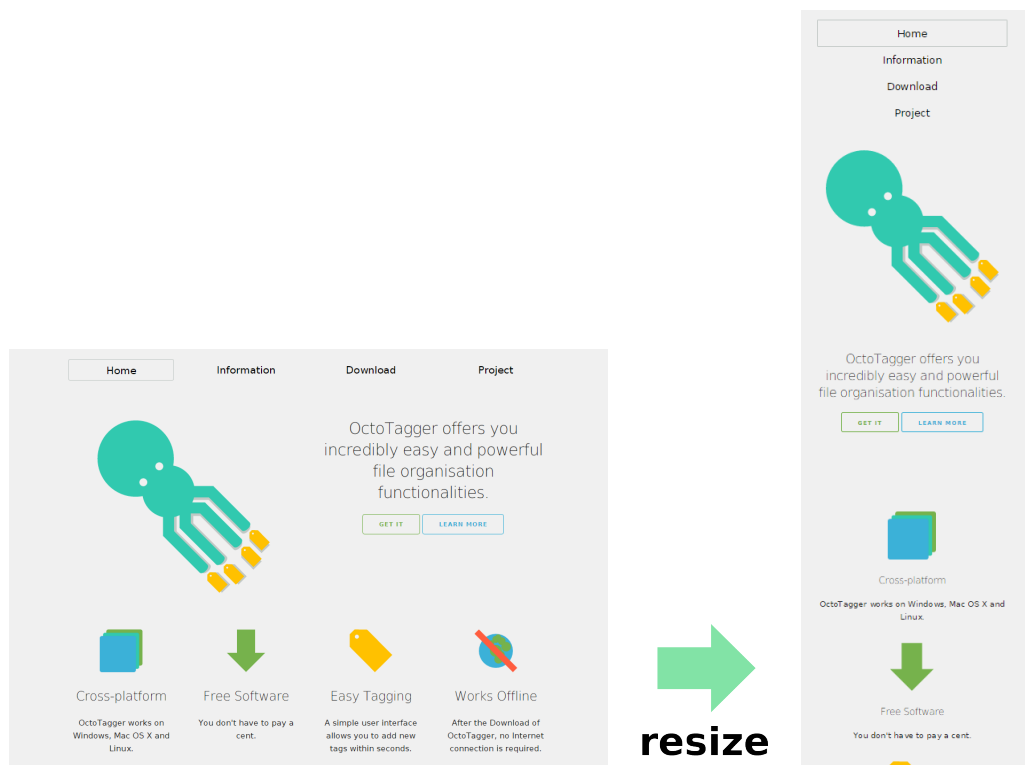 Home
Information
Download
Project
OctoTagger offers you
incredibly easy and powerful
file organisation
functionalities.
GET IT
LEARN MORE
Cross-platform
OctoTagger works on
Windows, Mac OS X and
Linux.
Free Software
You don't have to pay a
cent.
Easy Tagging
A simple user interface
allows you to add new
tags within seconds.
Works Offline
After the Download of
OctoTagger, no Internet
connection is required.
resize
Home
Information
Download
Project
OctoTagger offers you
incredibly easy and powerful
file organisation functionalities.
GET IT
LEARN MORE
Cross-platform
OctoTagger works on Windows, Mac OS X and
Linux.
Free Software
You don't have to pay a cent.